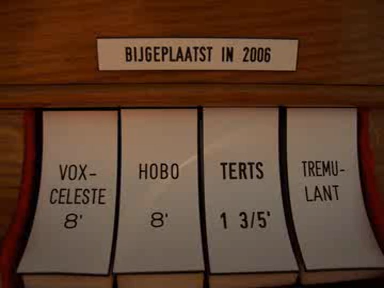 BIJGEPLAATST IN 2006
VOX-
CELESTE
8'
HOBO
8'
TERTS
1 3/5'
TREMU-
LANT